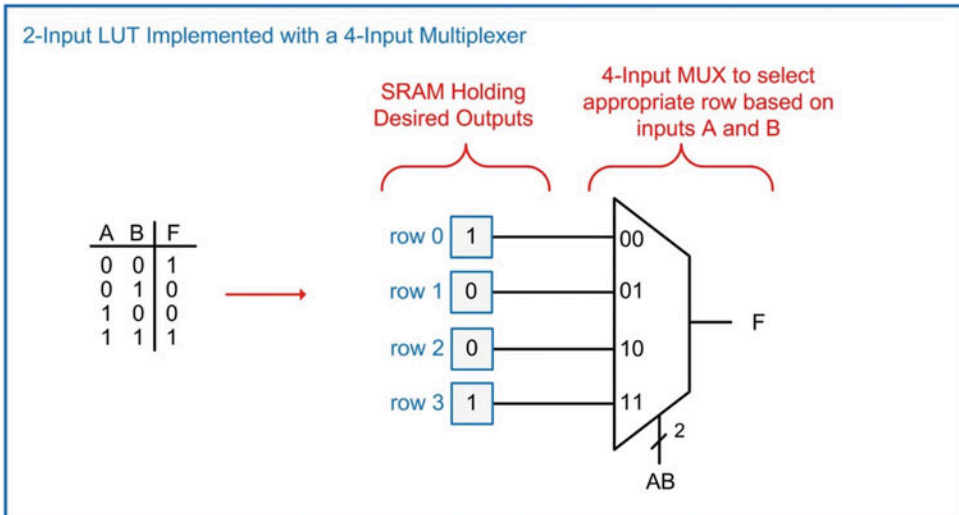 2-Input LUT Implemented with a 4-Input Multiplexer
SRAM Holding
Desired Outputs
4-Input MUX to select
appropriate row based on
inputs A and B
A B F
0 0 1
0 1 0
1 0 0
1 1 1
row 0 1
row 1 0
row 2 0
row 3 1
00
01
10
11
F
2
AB